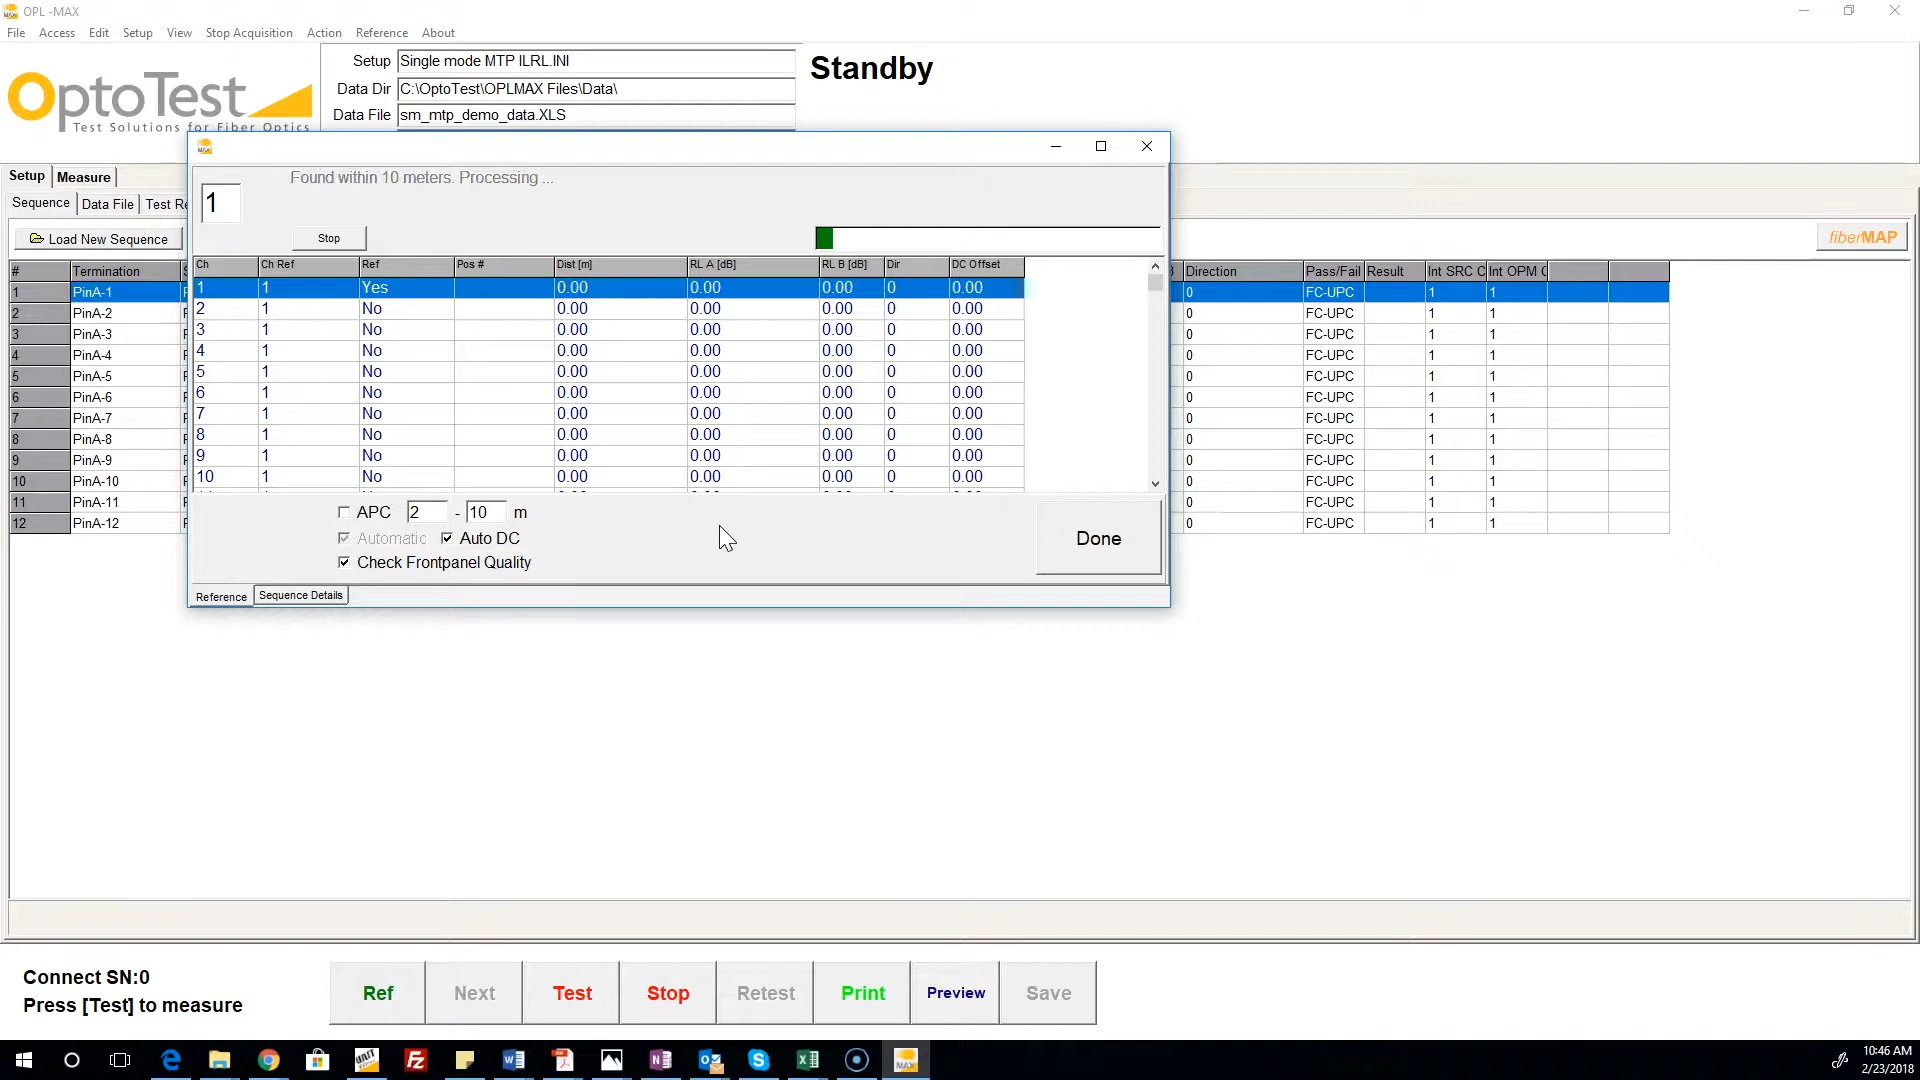 OPL -MAX
File Access Edit Setup View Stop Acquisition Action Reference About
OptoTest
Test Solutions for Fiber Optics
Setup Single mode MTP ILRL.INI
Data Dir C:\OptoTest\OPLMAX Files\Data\
Data File sm_mtp_demo_data.XLS
Standby
Setup Measure
Sequence Data File Test Re
Load New Sequence
fiberMAP
# Termination S
1 PinA-1
2 PinA-2
3 PinA-3
4 PinA-4
5 PinA-5
6 PinA-6
7 PinA-7
8 PinA-8
9 PinA-9
10 PinA-10
11 PinA-11
12 PinA-12
Found within 10 meters. Processing ...
1
Stop
Ch Ch Ref Ref Pos # Dist [m] RL A [dB] RL B [dB] Dir DC Offset
1 1 Yes 0.00 0.00 0.00 0 0.00
2 1 No 0.00 0.00 0.00 0 0.00
3 1 No 0.00 0.00 0.00 0 0.00
4 1 No 0.00 0.00 0.00 0 0.00
5 1 No 0.00 0.00 0.00 0 0.00
6 1 No 0.00 0.00 0.00 0 0.00
7 1 No 0.00 0.00 0.00 0 0.00
8 1 No 0.00 0.00 0.00 0 0.00
9 1 No 0.00 0.00 0.00 0 0.00
10 1 No 0.00 0.00 0.00 0 0.00
APC 2 - 10 m
Automatic Auto DC
Check Frontpanel Quality
Done
Reference Sequence Details
Direction Pass/Fail Result Int SRC C Int OPM C
0 FC-UPC 1 1
0 FC-UPC 1 1
0 FC-UPC 1 1
0 FC-UPC 1 1
0 FC-UPC 1 1
0 FC-UPC 1 1
0 FC-UPC 1 1
0 FC-UPC 1 1
0 FC-UPC 1 1
0 FC-UPC 1 1
0 FC-UPC 1 1
0 FC-UPC 1 1
Connect SN:0
Press [Test] to measure
Ref Next Test Stop Retest Print Preview Save
10:46 AM
2/23/2018